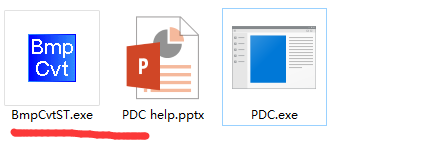 Bmp
Cvt
P
BmpCvtST.exe
PDC help.pptx
PDC.exe